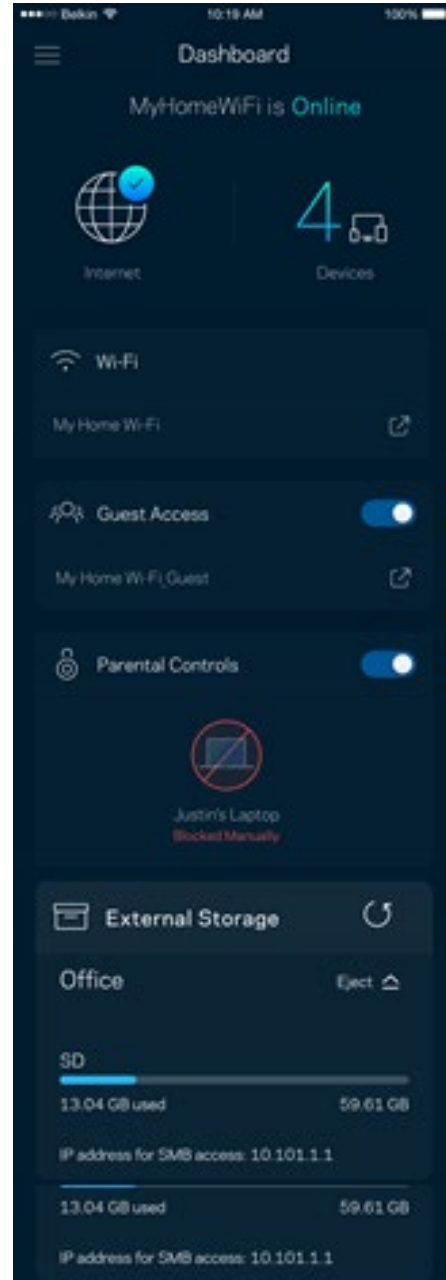 Belkin 10:19 AM 100%
Dashboard
MyHomeWiFi is Online
4
Internet Devices
Wi-Fi
My Home Wi-Fi
Guest Access
My Home Wi-Fi_Guest
Parental Controls
Justin's Laptop
Blocked Manually
External Storage
Office Eject
SD
13.04 GB used 59.61 GB
IP address for SMB access: 10.101.1.1
13.04 GB used 59.61 GB
IP address for SMB access: 10.101.1.1